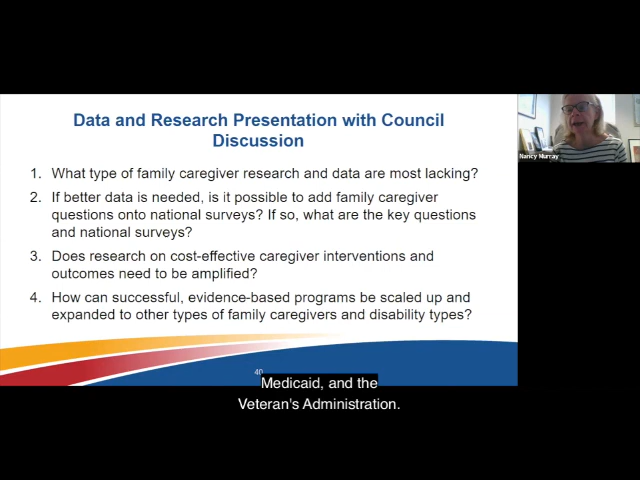 Data and Research Presentation with Council
Discussion
1. What type of family caregiver research and data are most lacking?
2. If better data is needed, is it possible to add family caregiver
questions onto national surveys? If so, what are the key questions
and national surveys?
3. Does research on cost-effective caregiver interventions and
outcomes need to be amplified?
4. How can successful, evidence-based programs be scaled up and
expanded to other types of family caregivers and disability types?
Nancy Murray
40
Medicaid, and the
Veteran's Administration.